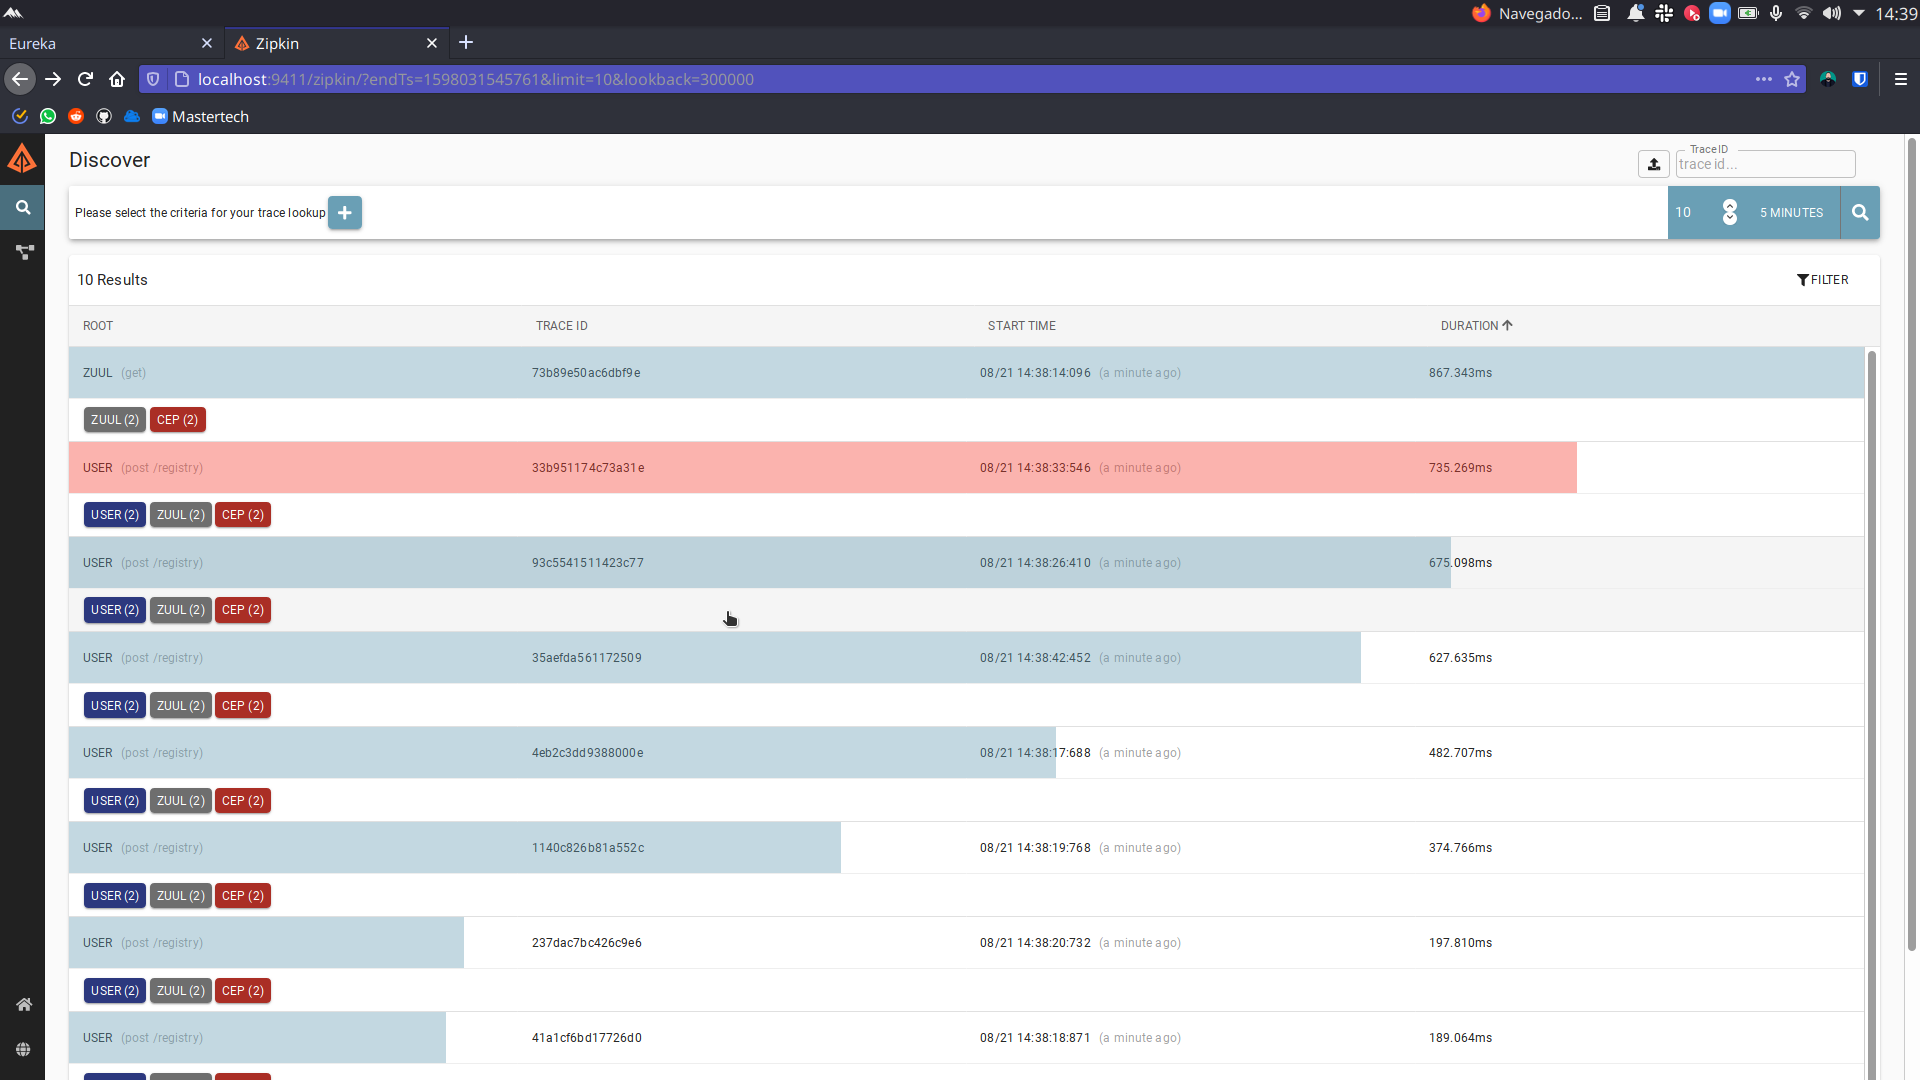 Navegado... 14:39
Eureka Zipkin
localhost:9411/zipkin/?endTs=1598031545761&limit=10&lookback=300000
Mastertech
Discover
Trace ID
trace id...
Please select the criteria for your trace lookup
10 5 MINUTES
10 Results FILTER
ROOT TRACE ID START TIME DURATION
ZUUL (get) 73b89e50ac6dbf9e 08/21 14:38:14:096 (a minute ago) 867.343ms
ZUUL (2) CEP (2)
USER (post /registry) 33b951174c73a31e 08/21 14:38:33:546 (a minute ago) 735.269ms
USER (2) ZUUL (2) CEP (2)
USER (post /registry) 93c5541511423c77 08/21 14:38:26:410 (a minute ago) 675.098ms
USER (2) ZUUL (2) CEP (2)
USER (post /registry) 35aefda561172509 08/21 14:38:42:452 (a minute ago) 627.635ms
USER (2) ZUUL (2) CEP (2)
USER (post /registry) 4eb2c3dd9388000e 08/21 14:38:17:688 (a minute ago) 482.707ms
USER (2) ZUUL (2) CEP (2)
USER (post /registry) 1140c826b81a552c 08/21 14:38:19:768 (a minute ago) 374.766ms
USER (2) ZUUL (2) CEP (2)
USER (post /registry) 237dac7bc426c9e6 08/21 14:38:20:732 (a minute ago) 197.810ms
USER (2) ZUUL (2) CEP (2)
USER (post /registry) 41a1cf6bd17726d0 08/21 14:38:18:871 (a minute ago) 189.064ms